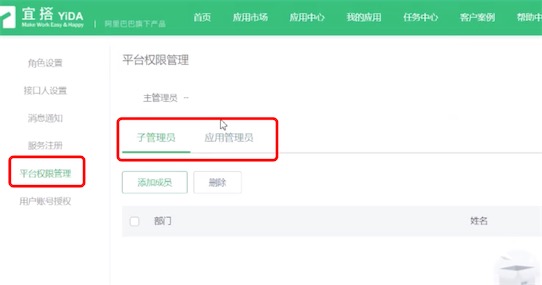 宜搭 YiDA
Make Work Easy & Happy
阿里巴巴旗下产品
首页 应用市场 应用中心 我的应用 任务中心 客户案例 帮助中
角色设置
接口人设置
消息通知
服务注册
平台权限管理
用户账号授权
平台权限管理
主管理员 --
子管理员 应用管理员
添加成员 删除
部门 姓名